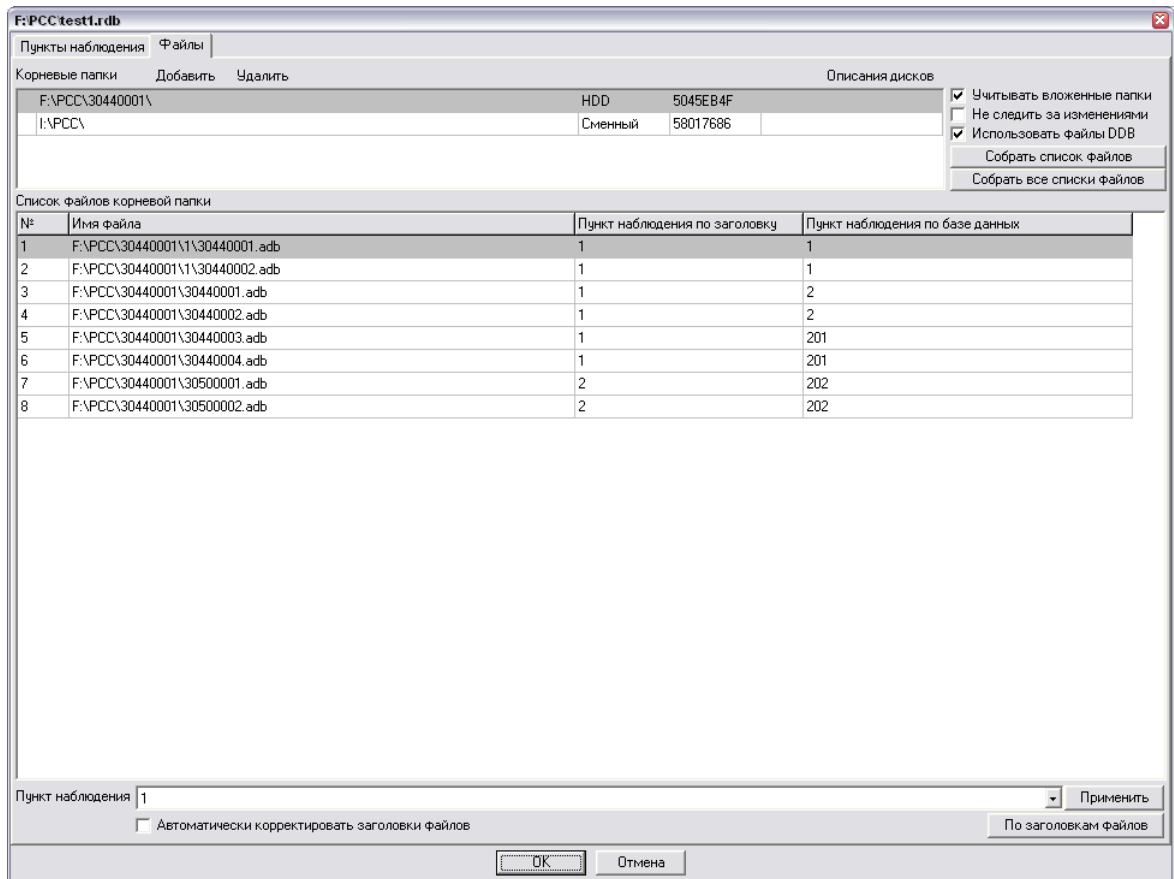 F:\PCC\test1.rdb
Пункты наблюдения Файлы
Корневые папки Добавить Удалить Описания дисков
F:\PCC\30440001\ HDD 5045EB4F
I:\PCC\ Сменный 58017686
Учитывать вложенные папки
Не следить за изменениями
Использовать файлы DDB
Собрать список файлов
Собрать все списки файлов
Список файлов корневой папки
№ Имя файла Пункт наблюдения по заголовку Пункт наблюдения по базе данных
1 F:\PCC\30440001\1\30440001.adb 1 1
2 F:\PCC\30440001\1\30440002.adb 1 1
3 F:\PCC\30440001\30440001.adb 1 2
4 F:\PCC\30440001\30440002.adb 1 2
5 F:\PCC\30440001\30440003.adb 1 201
6 F:\PCC\30440001\30440004.adb 1 201
7 F:\PCC\30440001\30500001.adb 2 202
8 F:\PCC\30440001\30500002.adb 2 202
Пункт наблюдения 1 Применить
Автоматически корректировать заголовки файлов По заголовкам файлов
OK Отмена